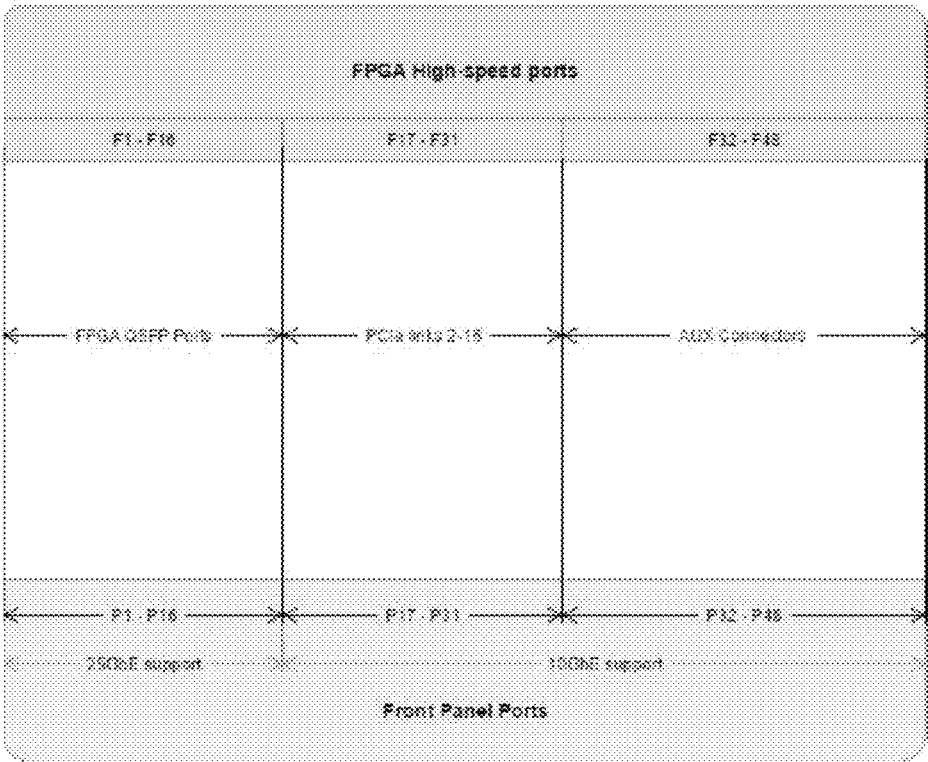 FPGA High-speed ports
F1 - F16 F17 - F31 F32 - F48
FPGA QSFP Ports PCIe links 2-16 AUX Connectors
P1 - P16 P17 - P31 P32 - P48
25GbE support 10GbE support
Front Panel Ports